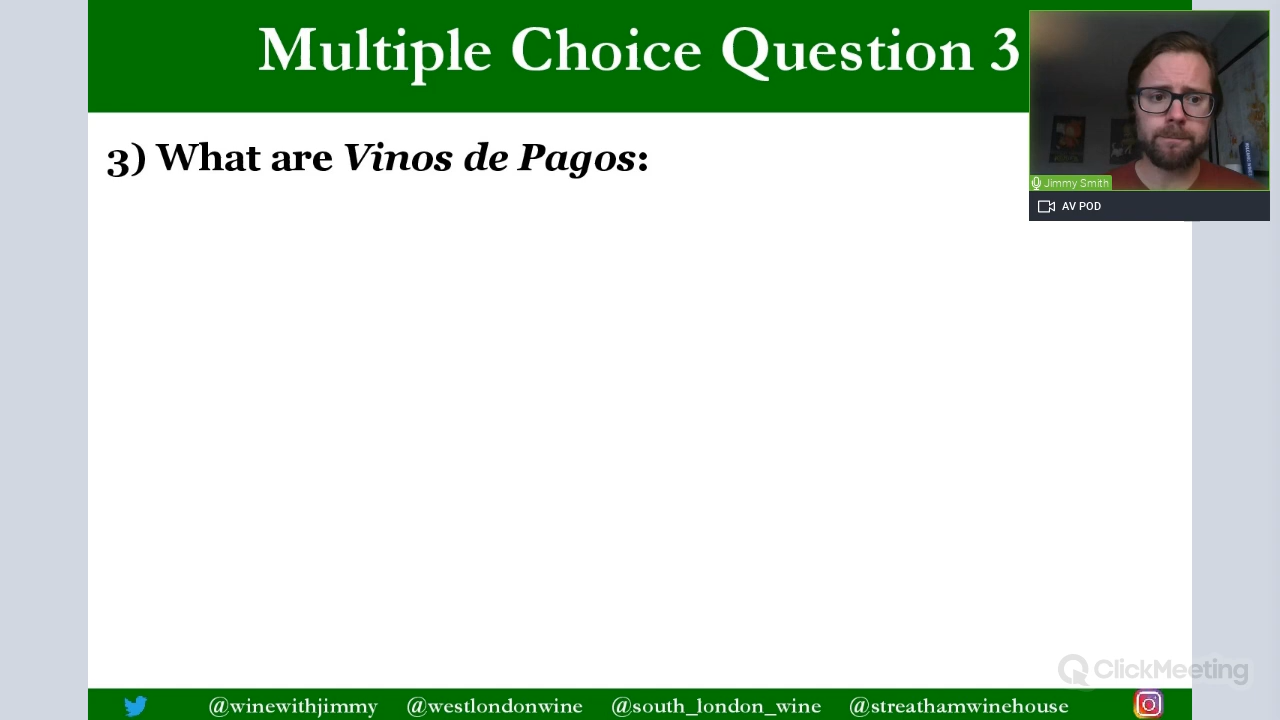 Multiple Choice Question 3
Jimmy Smith
AV POD
3) What are Vinos de Pagos:
ClickMeeting
@winewithjimmy @westlondonwine @south_london_wine @streathamwinehouse